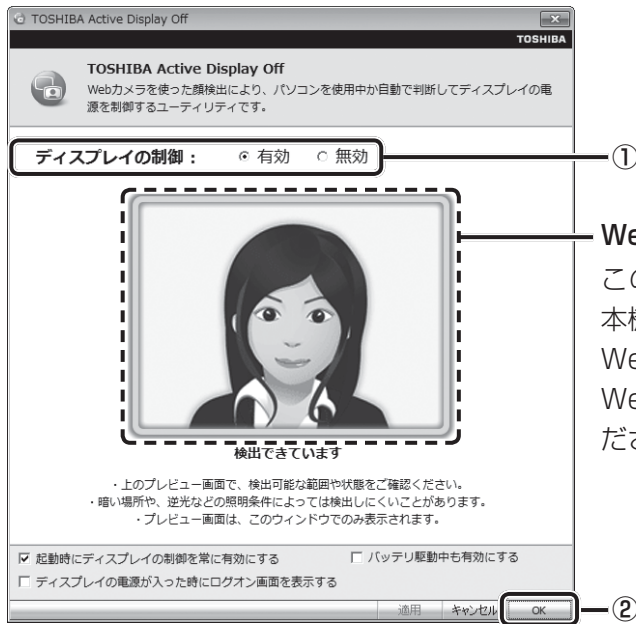 TOSHIBA Active Display Off
TOSHIBA
TOSHIBA Active Display Off
Webカメラを使った顔検出により、パソコンを使用中か自動で判断してディスプレイの電
源を制御するユーティリティです。
ディスプレイの制御： 有効 無効
①
We
この
本機
We
We
ださ
検出できています
・上のプレビュー画面で、検出可能な範囲や状態をご確認ください。
・暗い場所や、逆光などの照明条件によっては検出しにくいことがあります。
・プレビュー画面は、このウィンドウでのみ表示されます。
起動時にディスプレイの制御を常に有効にする バッテリ駆動中も有効にする
ディスプレイの電源が入った時にログオン画面を表示する
適用 キャンセル OK
②